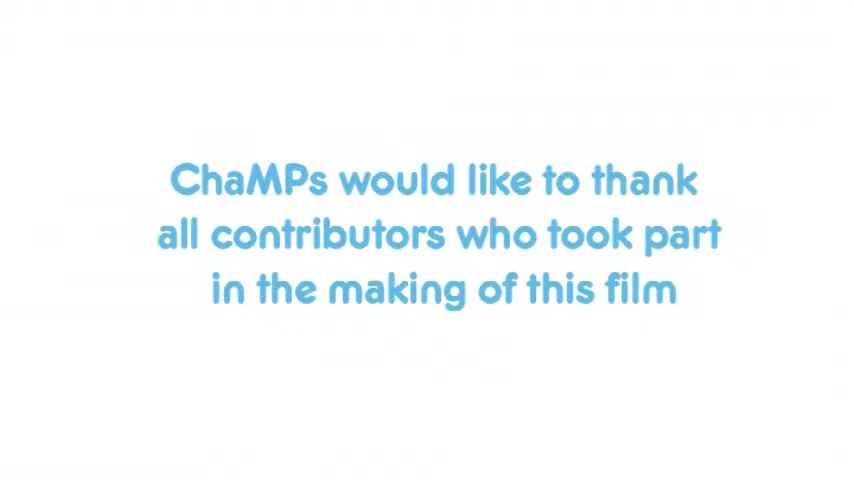 ChaMPs would like to thank
all contributors who took part
in the making of this film